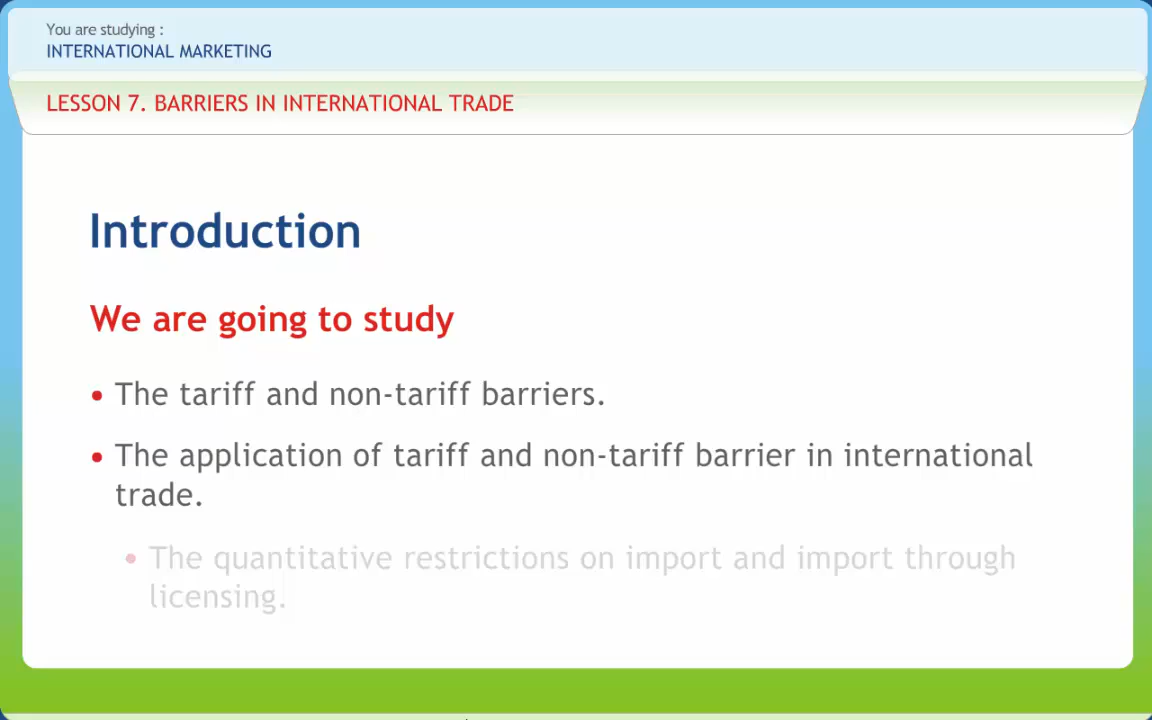 You are studying :
INTERNATIONAL MARKETING
LESSON 7. BARRIERS IN INTERNATIONAL TRADE
Introduction
We are going to study
• The tariff and non-tariff barriers.
• The application of tariff and non-tariff barrier in international
trade.
• The quantitative restrictions on import and import through
licensing.